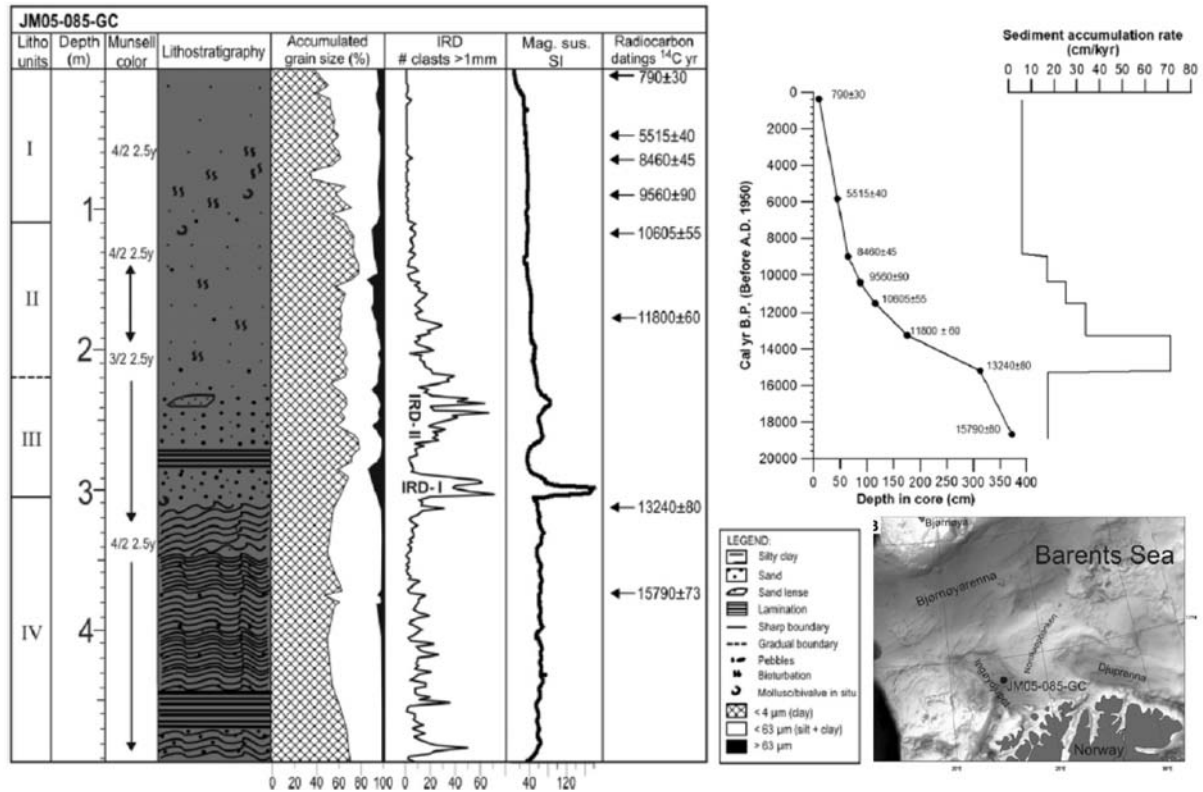 JM05-085-GC
Litho units
Depth (m)
Munsell color
Lithostratigraphy
Accumulated grain size (%)
IRD # clasts >1mm
Mag. sus. SI
Radiocarbon datings ¹⁴C yr
I
II
III
IV
1
2
3
4
4/2 2.5y
4/2 2.5y
3/2 2.5y
4/2 2.5y
IRD-II
IRD-I
790±30
5515±40
8460±45
9560±90
10605±55
11800±60
13240±80
15790±73
0 20 40 60 80 100
0 20 40 60
40 120
LEGEND:
Silty clay
Sand
Sand lense
Lamination
Sharp boundary
Gradual boundary
Pebbles
Bioturbation
Mollusc/bivalve in situ
< 4 µm (clay)
< 63 µm (silt + clay)
> 63 µm
Sediment accumulation rate
(cm/kyr)
0 10 20 30 40 50 60 70 80
Cal yr B.P. (Before A.D. 1950)
0
2000
4000
6000
8000
10000
12000
14000
16000
18000
20000
790±30
5515±40
8460±45
9560±90
10605±55
11800 ± 60
13240±80
15790±80
0 50 100 150 200 250 300 350 400
Depth in core (cm)
B
Bjørnøya
Barents Sea
Bjørnøyrenna
Djuprenna
JM05-085-GC
Norway